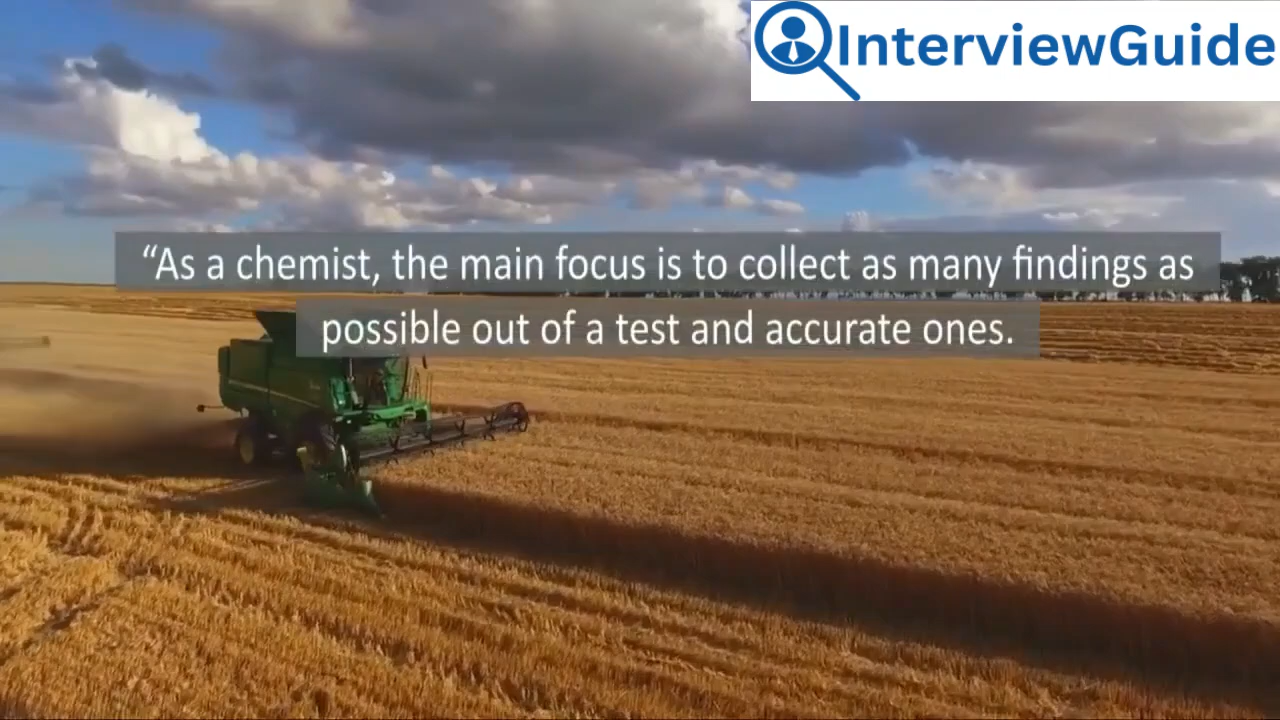 InterviewGuide
“As a chemist, the main focus is to collect as many findings as
possible out of a test and accurate ones.